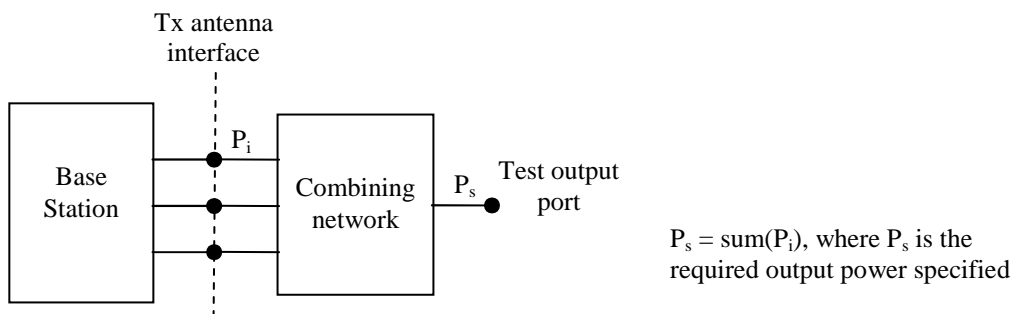 Tx antenna
interface
P_i
Base
Station
Combining
network
P_s
Test output
port
P_s = sum(P_i), where P_s is the
required output power specified